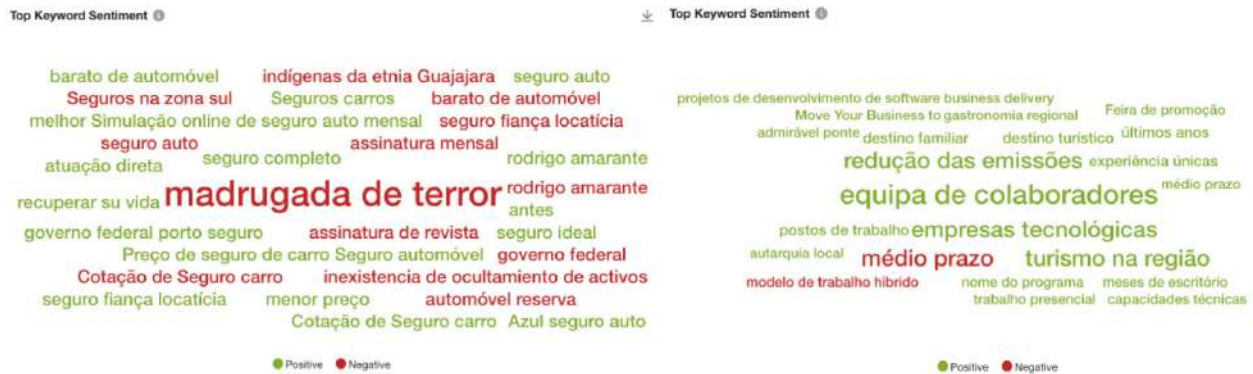 Top Keyword Sentiment
barato de automóvel indígenas da etnia Guajajara seguro auto
Seguros na zona sul Seguros carros barato de automóvel
melhor Simulação online de seguro auto mensal seguro fiança locatícia
seguro auto assinatura mensal
atuação direta seguro completo rodrigo amarante
recuperar su vida madrugada de terror rodrigo amarante
antes
governo federal porto seguro assinatura de revista seguro ideal
Preço de seguro de carro Seguro automóvel governo federal
Cotação de Seguro carro inexistencia de ocultamiento de activos
seguro fiança locatícia menor preço automóvel reserva
Cotação de Seguro carro Azul seguro auto
Positive Negative
Top Keyword Sentiment
projetos de desenvolvimento de software business delivery
Move Your Business to gastronomia regional Feira de promoção
admirável ponte destino familiar destino turístico últimos anos
redução das emissões experiência únicas
equipa de colaboradores médio prazo
postos de trabalho empresas tecnológicas
autarquia local médio prazo turismo na região
modelo de trabalho hibrido nome do programa meses de escritório
trabalho presencial capacidades técnicas
Positive Negative